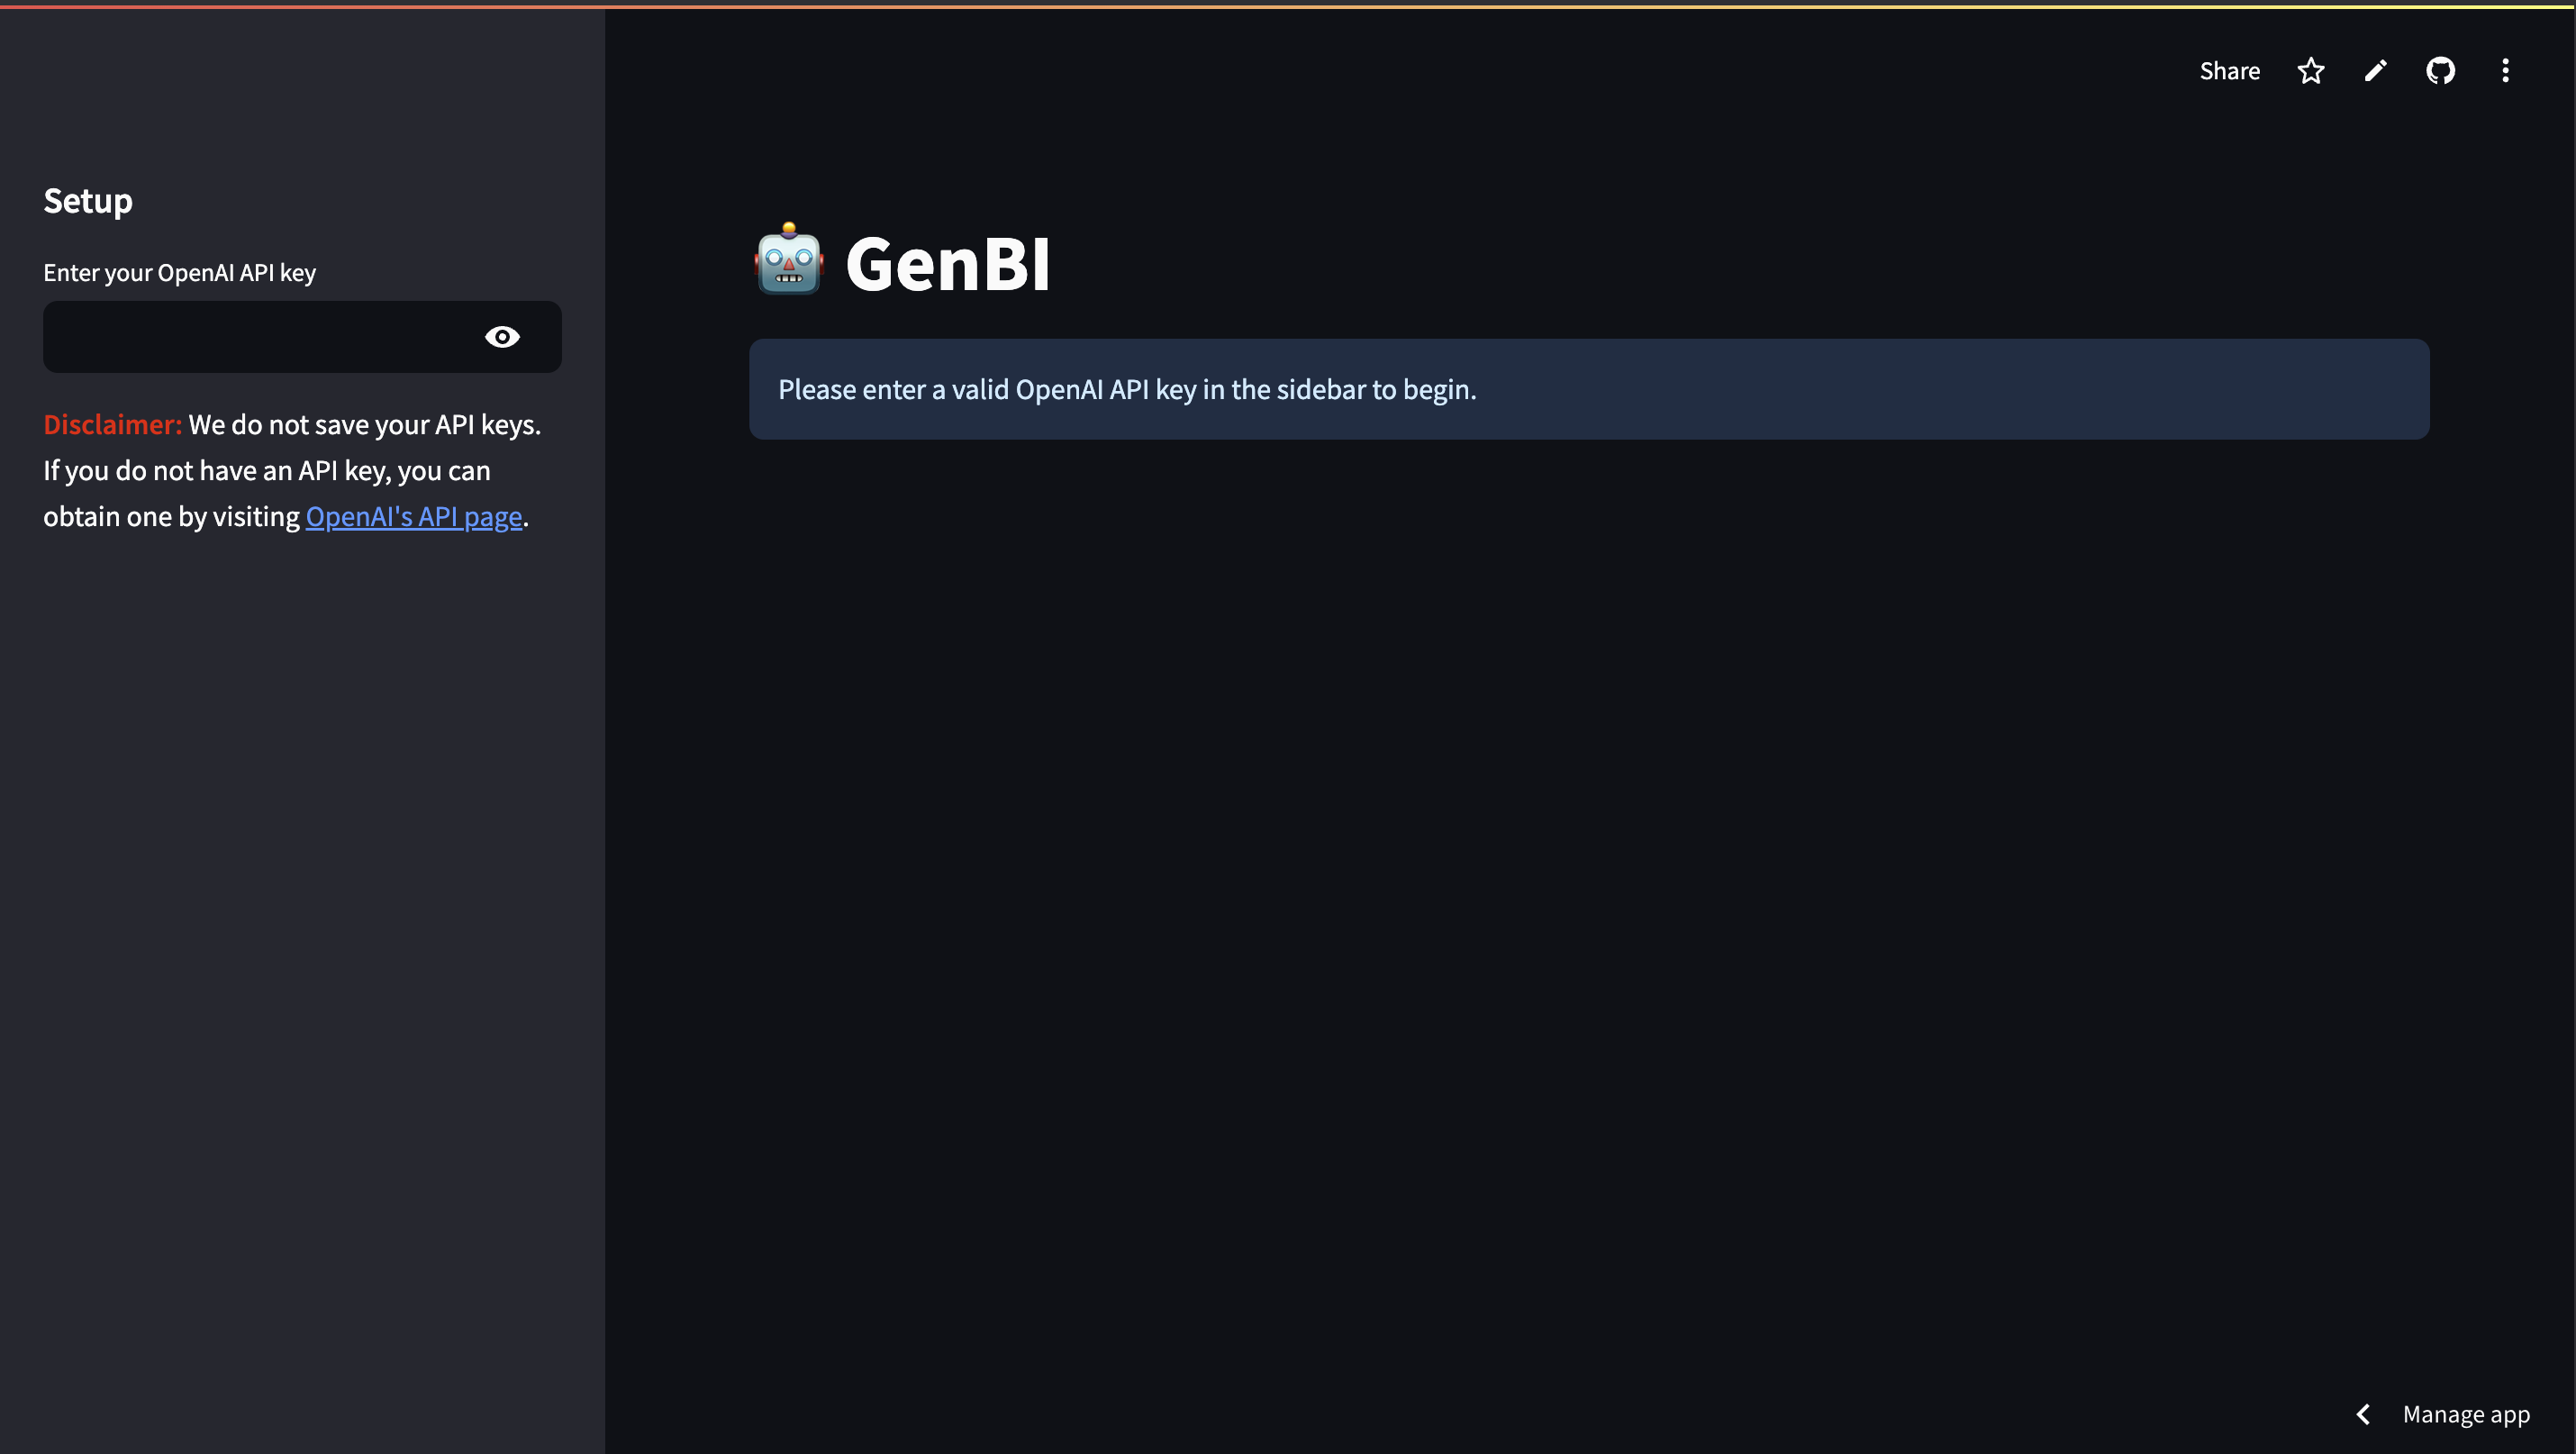 Share
Setup
Enter your OpenAI API key
Disclaimer: We do not save your API keys.
If you do not have an API key, you can
obtain one by visiting OpenAI's API page.
GenBI
Please enter a valid OpenAI API key in the sidebar to begin.
Manage app